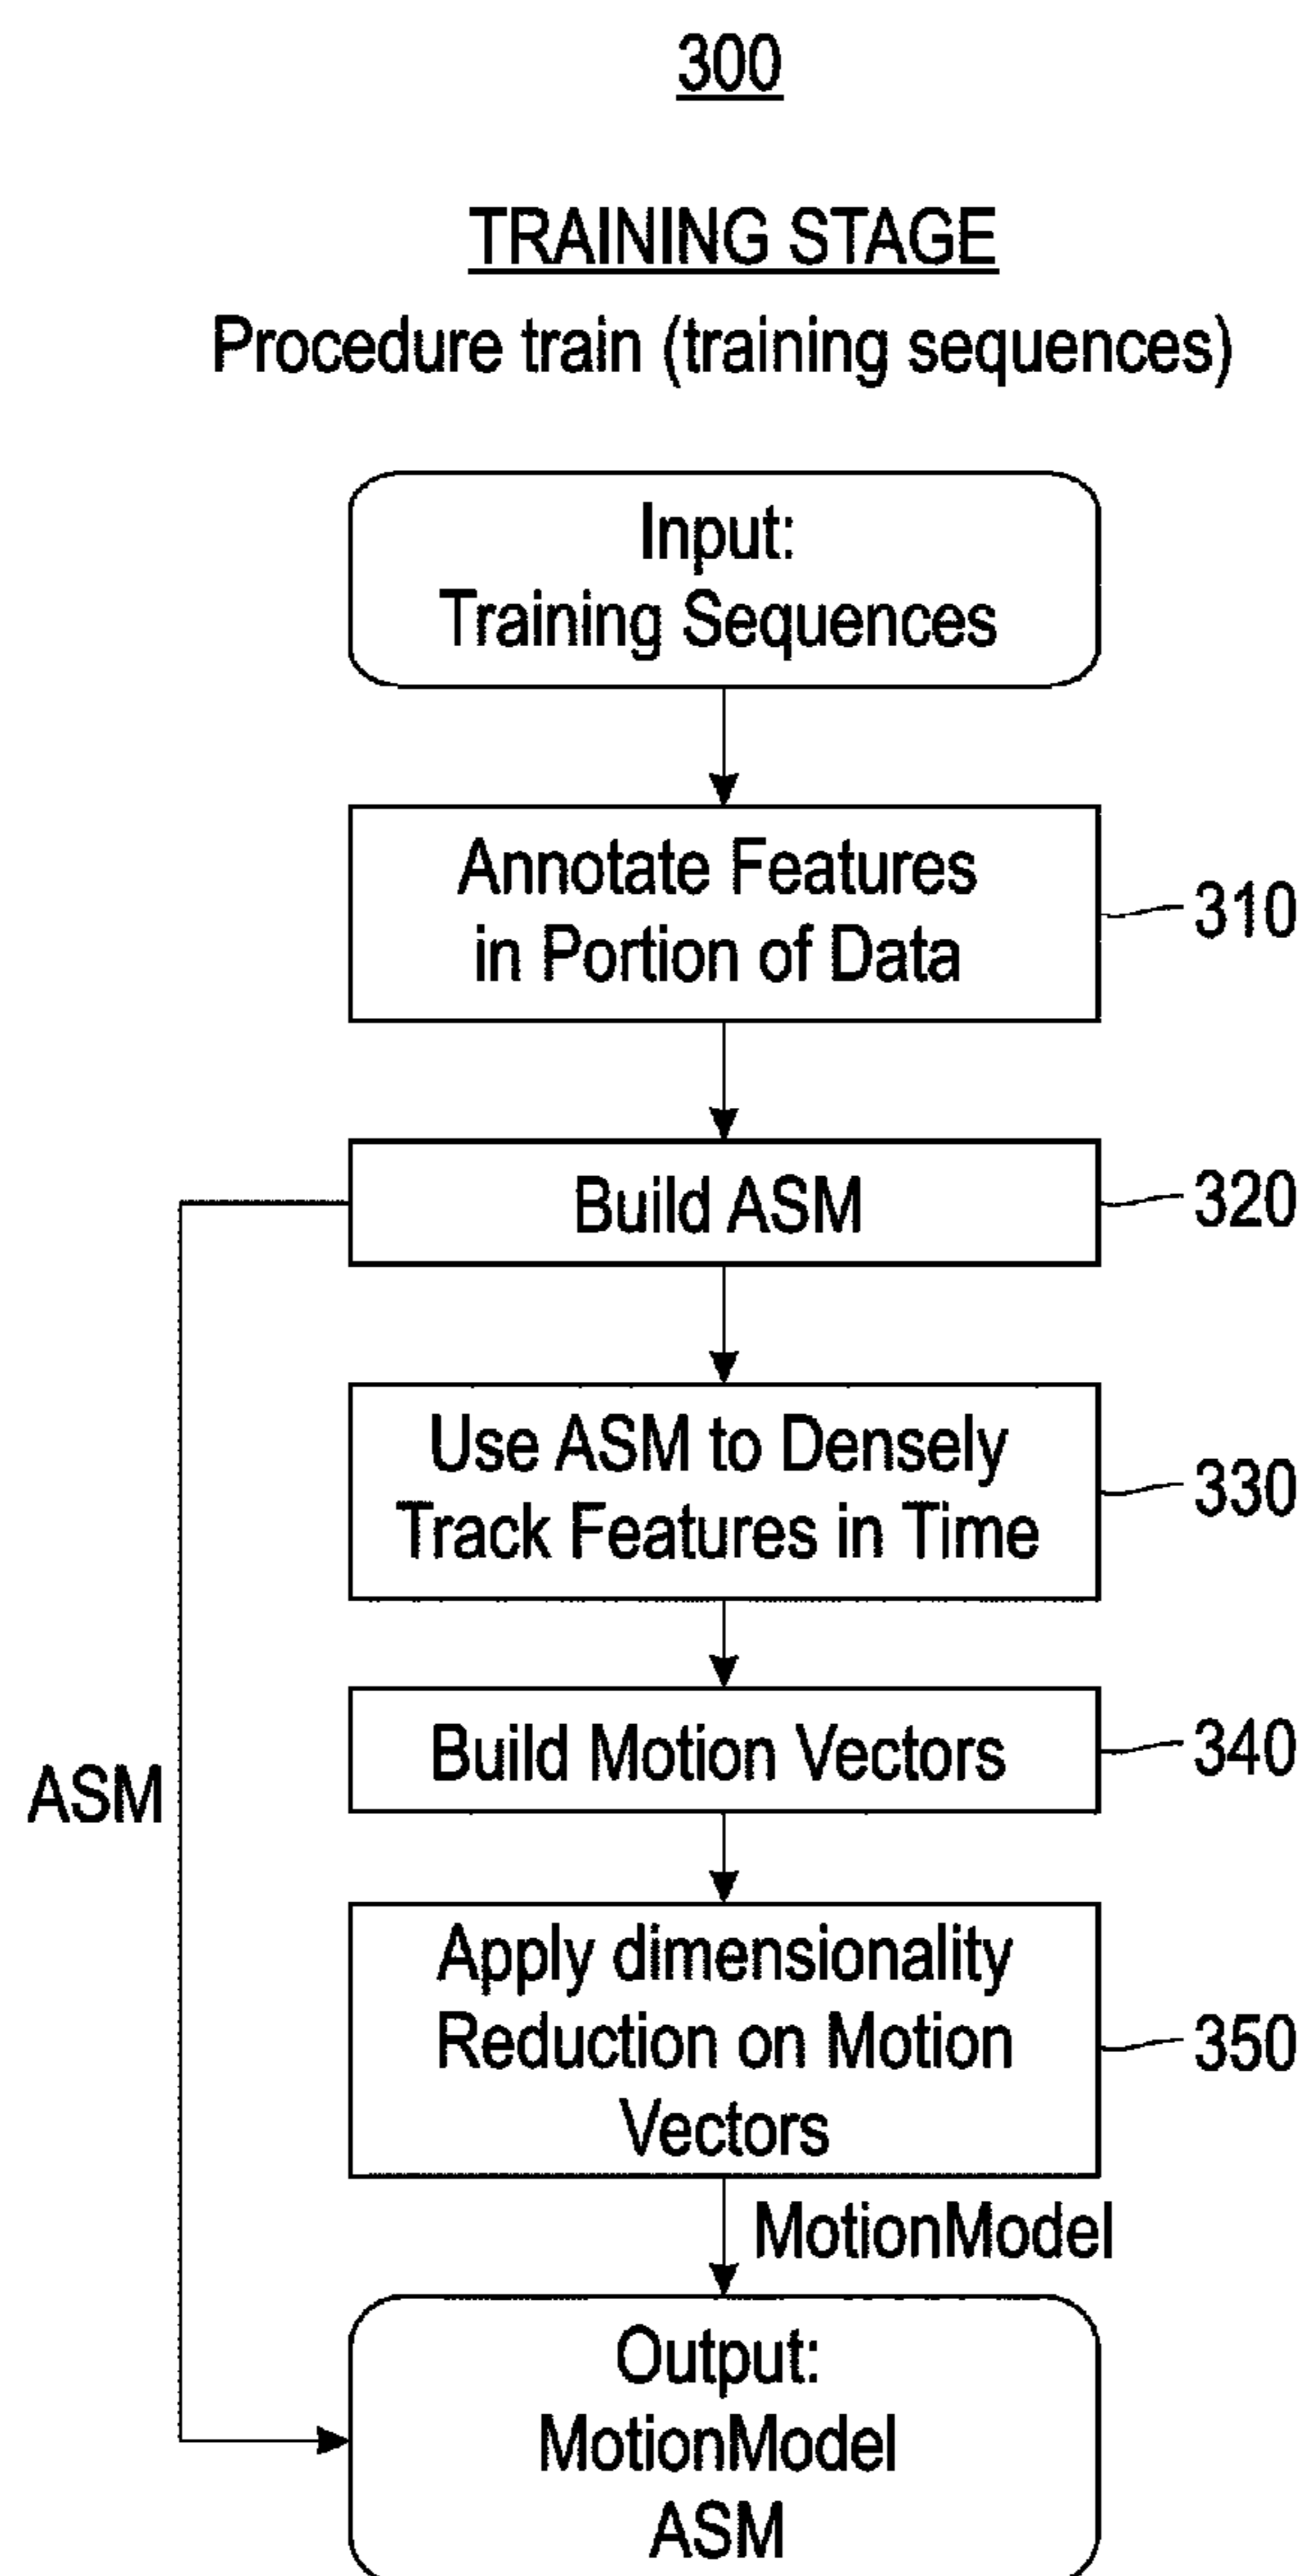 300
TRAINING STAGE
Procedure train (training sequences)
Input:
Training Sequences
Annotate Features
in Portion of Data
310
Build ASM
320
Use ASM to Densely
Track Features in Time
330
Build Motion Vectors
340
ASM
Apply dimensionality
Reduction on Motion
Vectors
350
MotionModel
Output:
MotionModel
ASM